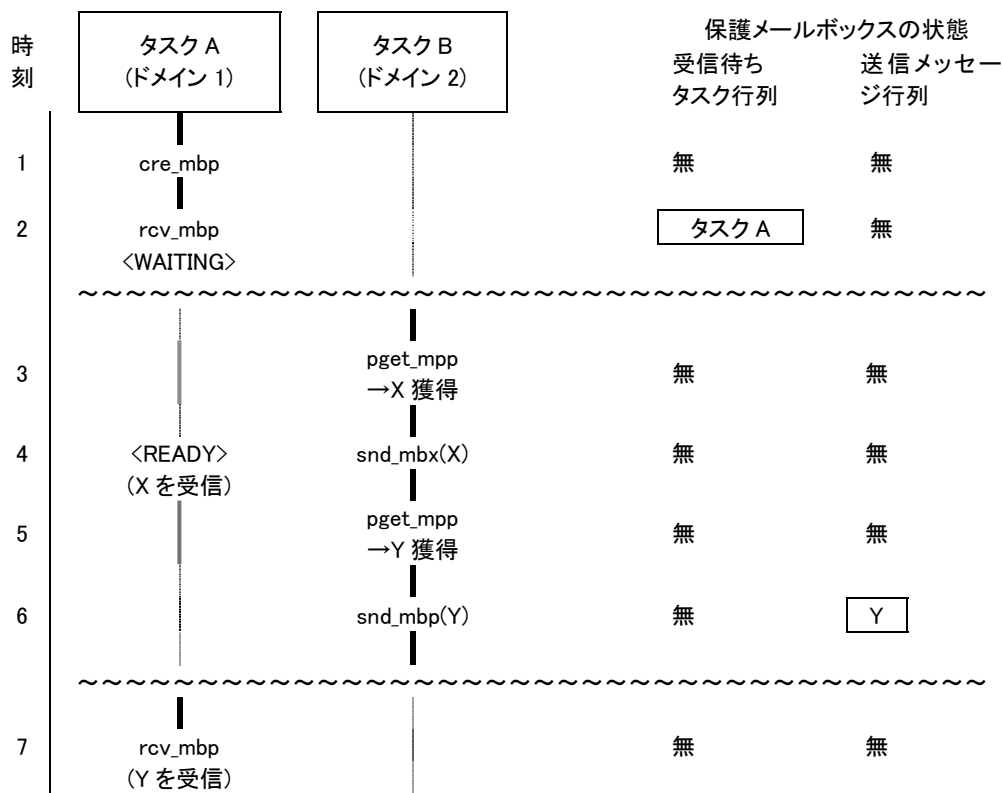 時刻
タスク A
(ドメイン 1)
タスク B
(ドメイン 2)
保護メールボックスの状態
受信待ち
タスク行列
送信メッセー
ジ行列
1 cre_mbp 無 無
2 rcv_mbp タスク A 無
<WAITING>
～～～～～～～～～～～～～～～～～～～～～～～～～～～～～～～～～～～～～～
3 pget_mpp 無 無
→X 獲得
4 <READY> snd_mbx(X) 無 無
(X を受信)
5 pget_mpp 無 無
→Y 獲得
6 snd_mbp(Y) 無 Y
～～～～～～～～～～～～～～～～～～～～～～～～～～～～～～～～～～～～～～
7 rcv_mbp 無 無
(Y を受信)